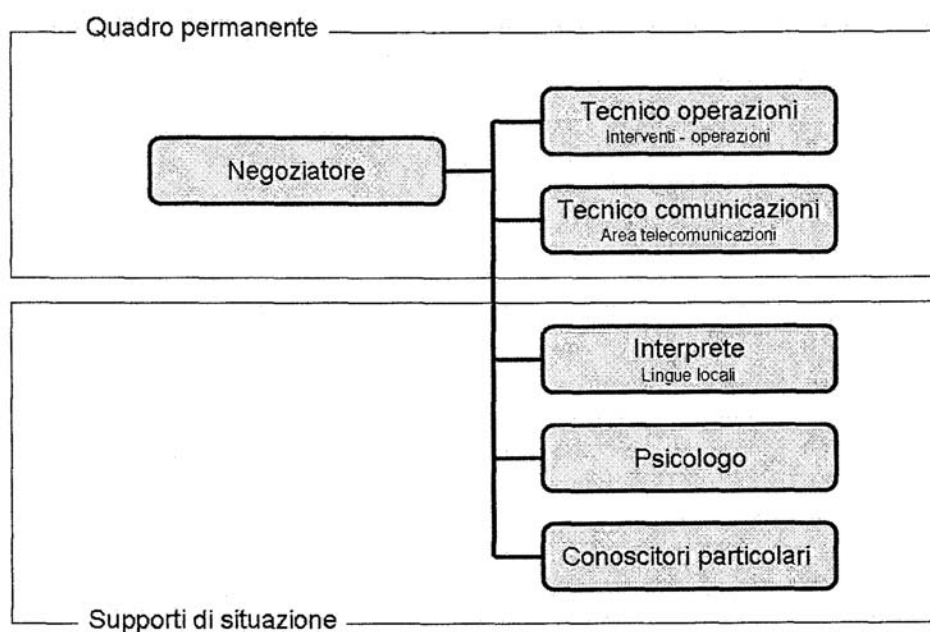 Quadro permanente
Tecnico operazioni
Interventi - operazioni
Negoziatore
Tecnico comunicazioni
Area telecomunicazioni
Interprete
Lingue locali
Psicologo
Conoscitori particolari
Supporti di situazione